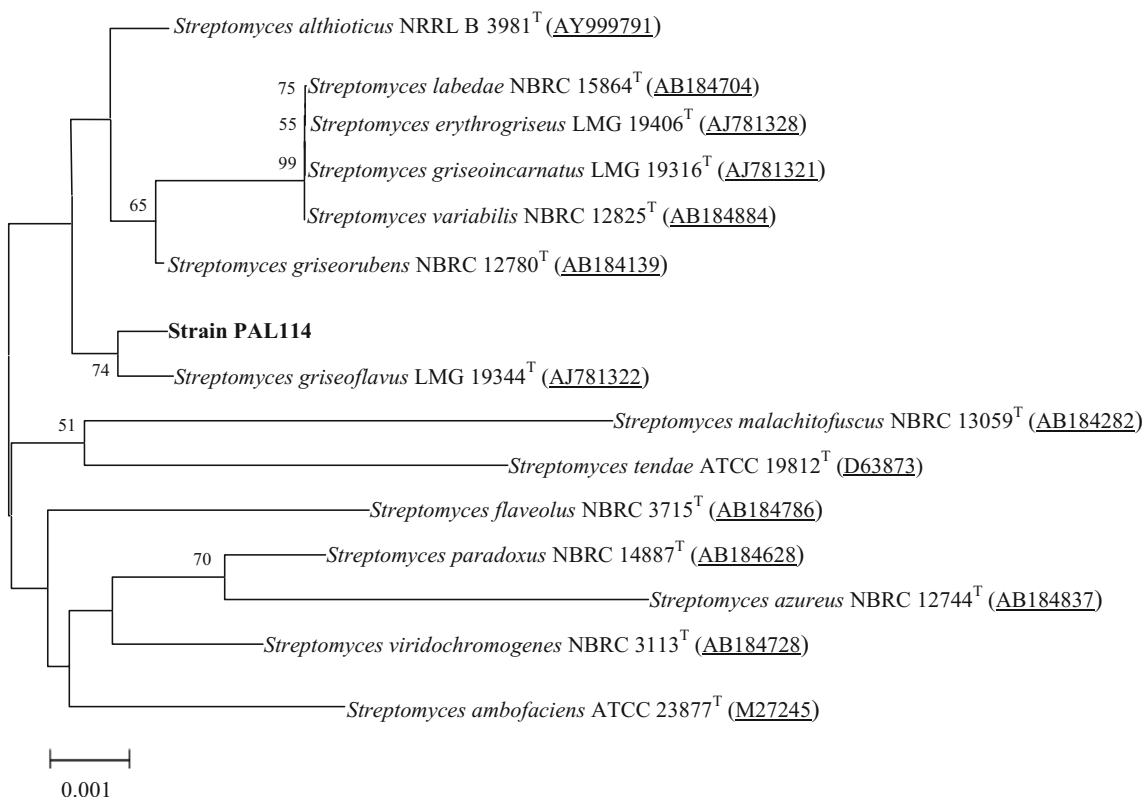 Streptomyces althioticus NRRL B 3981T (AY999791)
75 Streptomyces labedae NBRC 15864T (AB184704)
55 Streptomyces erythrogriseus LMG 19406T (AJ781328)
99 Streptomyces griseoincarnatus LMG 19316T (AJ781321)
65 Streptomyces variabilis NBRC 12825T (AB184884)
Streptomyces griseorubens NBRC 12780T (AB184139)
Strain PAL114
74 Streptomyces griseoflavus LMG 19344T (AJ781322)
51 Streptomyces malachitofuscus NBRC 13059T (AB184282)
Streptomyces tendae ATCC 19812T (D63873)
Streptomyces flaveolus NBRC 3715T (AB184786)
70 Streptomyces paradoxus NBRC 14887T (AB184628)
Streptomyces azureus NBRC 12744T (AB184837)
Streptomyces viridochromogenes NBRC 3113T (AB184728)
Streptomyces ambofaciens ATCC 23877T (M27245)
0.001